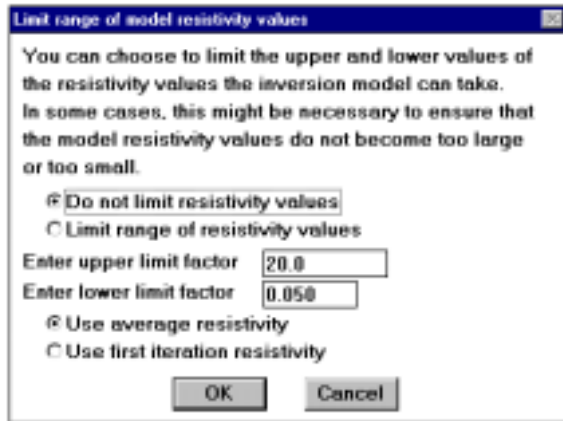 Limit range of model resistivity values
You can choose to limit the upper and lower values of
the resistivity values the inversion model can take.
In some cases, this might be necessary to ensure that
the model resistivity values do not become too large
or too small.
Do not limit resistivity values
Limit range of resistivity values
Enter upper limit factor 20.0
Enter lower limit factor 0.050
Use average resistivity
Use first iteration resistivity
OK Cancel